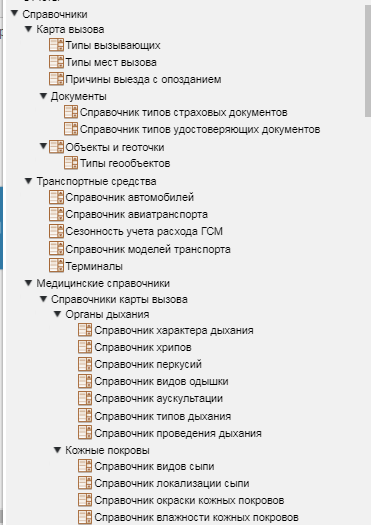 Справочники
Карта вызова
Типы вызывающих
Типы мест вызова
Причины выезда с опозданием
Документы
Справочник типов страховых документов
Справочник типов удостоверяющих документов
Объекты и геоточки
Типы геообъектов
Транспортные средства
Справочник автомобилей
Справочник авиатранспорта
Сезонность учета расхода ГСМ
Справочник моделей транспорта
Терминалы
Медицинские справочники
Справочники карты вызова
Органы дыхания
Справочник характера дыхания
Справочник хрипов
Справочник перкусий
Справочник видов одышки
Справочник аускультации
Справочник типов дыхания
Справочник проведения дыхания
Кожные покровы
Справочник видов сыпи
Справочник локализации сыпи
Справочник окраски кожных покровов
Справочник влажности кожных покровов